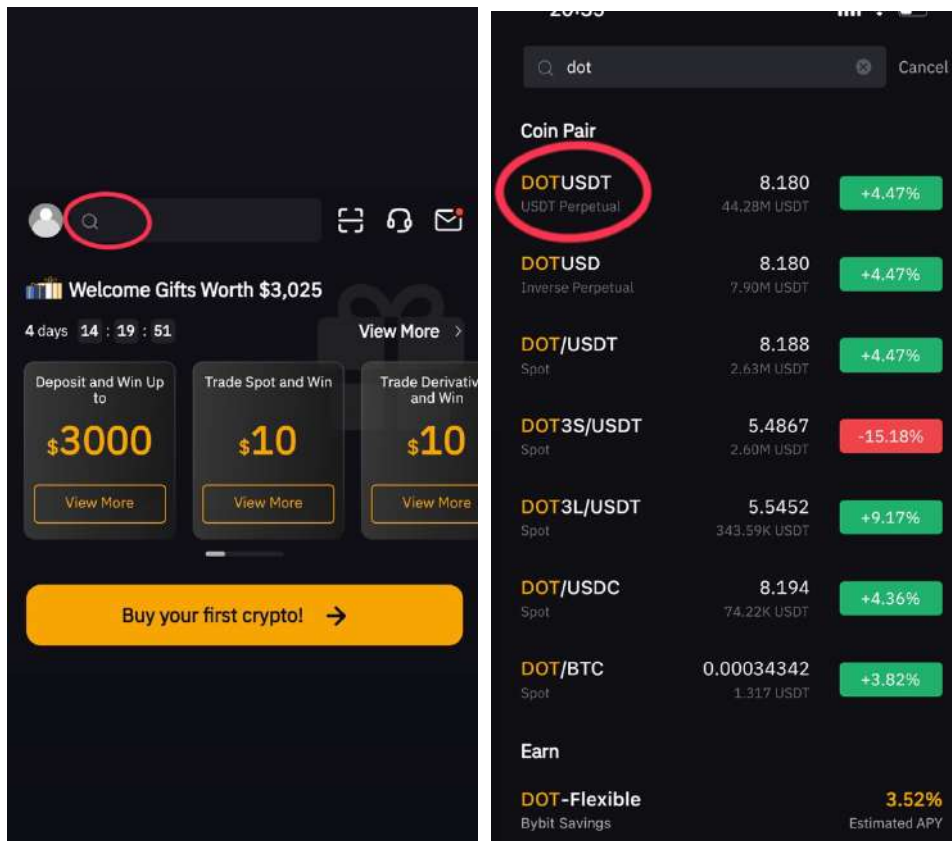 Welcome Gifts Worth $3,025
4 days 14 : 19 : 51
View More >
Deposit and Win Up
to
$3000
View More
Trade Spot and Win
$10
View More
Trade Derivativ
and Win
$10
View More
Buy your first crypto! →
dot
Cancel
Coin Pair
DOTUSDT 8.180 +4.47%
USDT Perpetual 44.28M USDT
DOTUSD 8.180 +4.47%
Inverse Perpetual 7.90M USDT
DOT/USDT 8.188 +4.47%
Spot 2.63M USDT
DOT3S/USDT 5.4867 -15.18%
Spot 2.60M USDT
DOT3L/USDT 5.5452 +9.17%
Spot 343.59K USDT
DOT/USDC 8.194 +4.36%
Spot 74.22K USDT
DOT/BTC 0.00034342 +3.82%
Spot 1.317 USDT
Earn
DOT-Flexible 3.52%
Bybit Savings Estimated APY